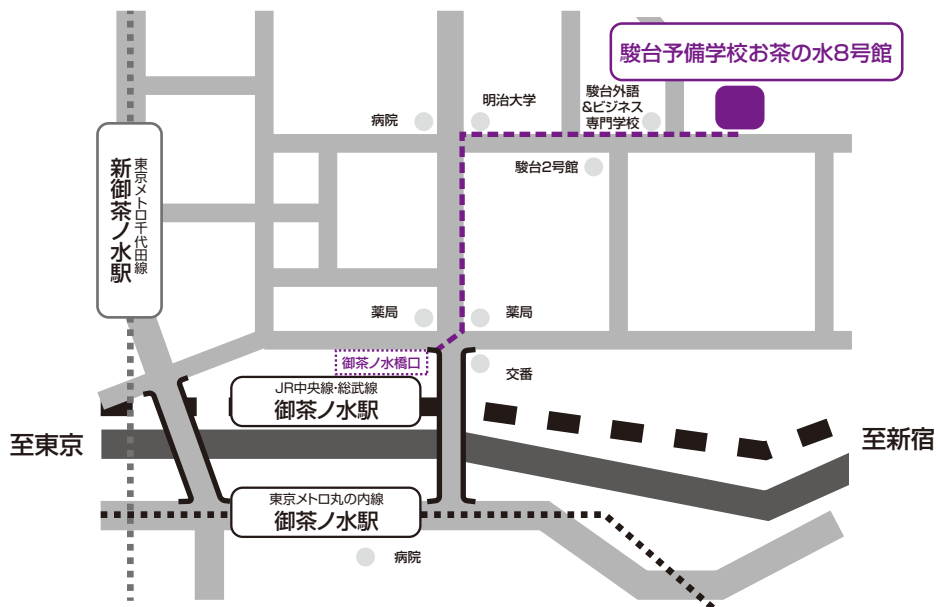 駿台予備学校お茶の水8号館
明治大学
駿台外語
&ビジネス
専門学校
病院
駿台2号館
東京メトロ千代田線
新御茶ノ水駅
薬局
薬局
御茶ノ水橋口
交番
JR中央線・総武線
御茶ノ水駅
至東京
至新宿
東京メトロ丸の内線
御茶ノ水駅
病院